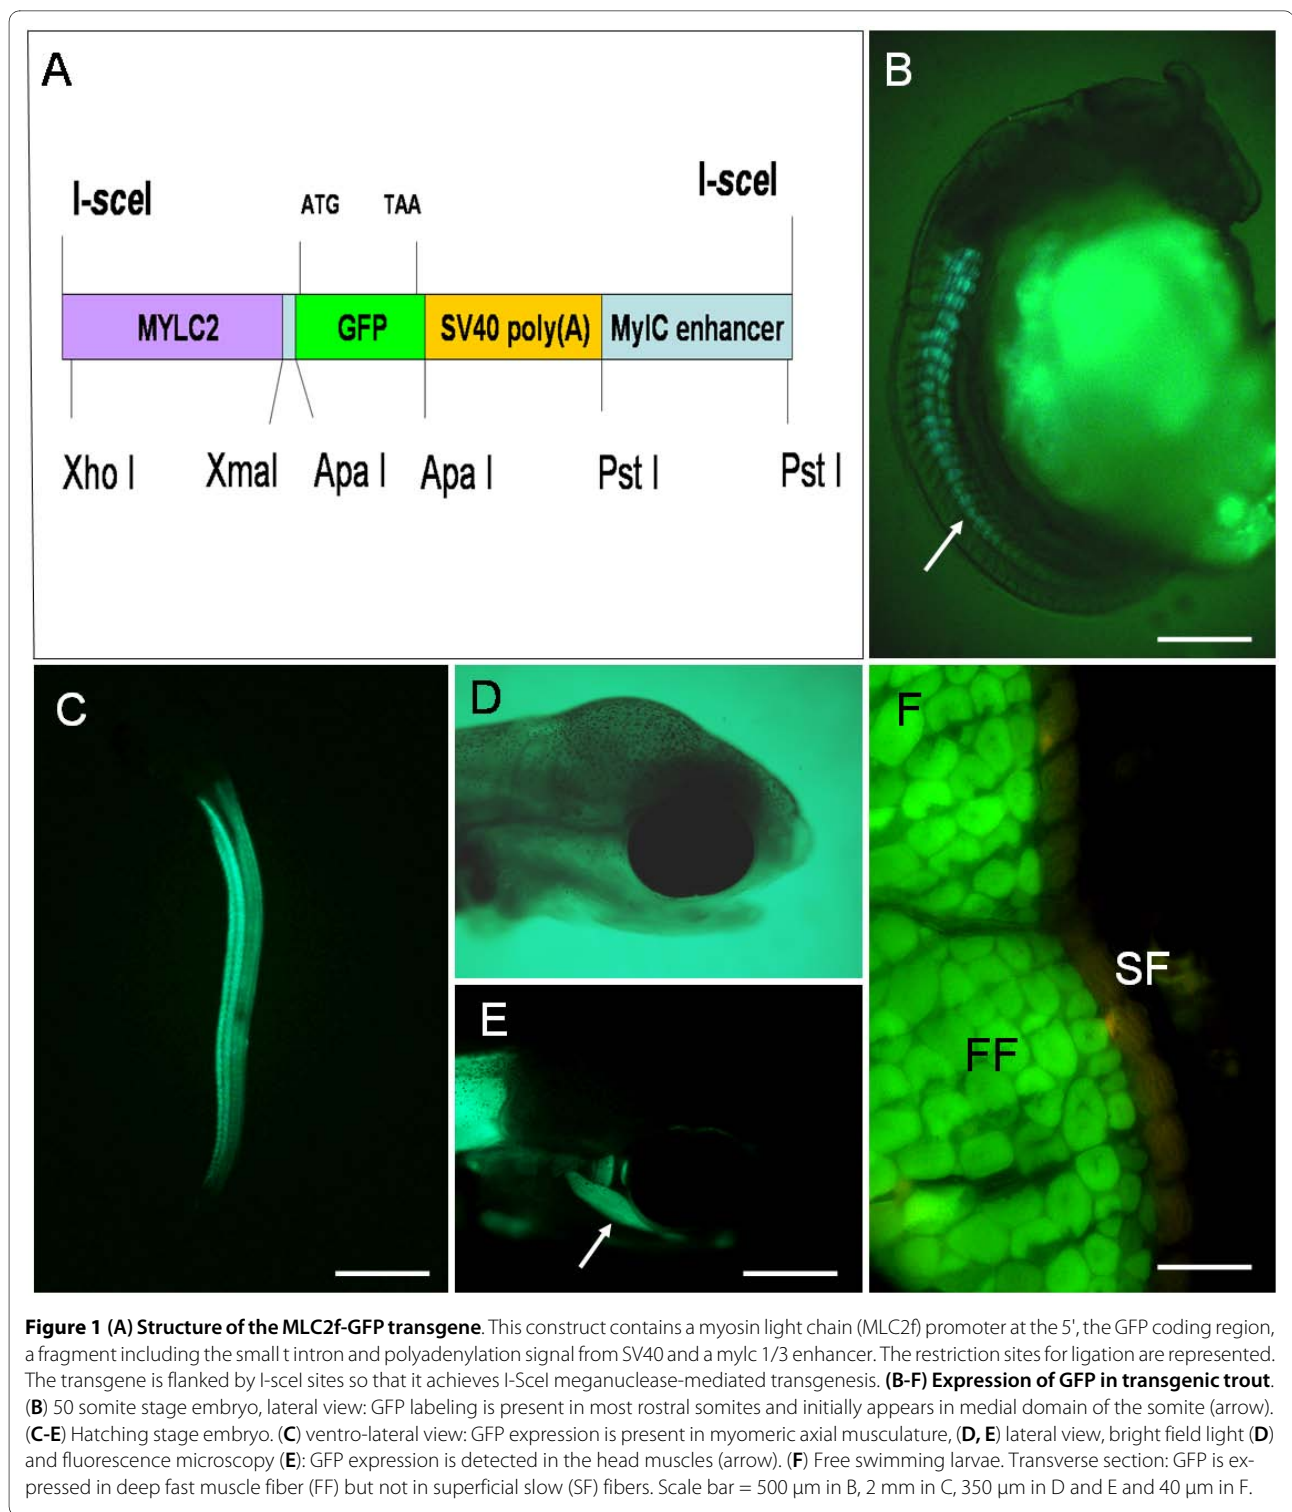 A
I-sceI
I-sceI
ATG TAA
MYLC2 GFP SV40 poly(A) MylC enhancer
Xho I XmaI Apa I Apa I Pst I Pst I
B
C
D
E
F
SF
FF
Figure 1 (A) Structure of the MLC2f-GFP transgene. This construct contains a myosin light chain (MLC2f) promoter at the 5', the GFP coding region,
a fragment including the small t intron and polyadenylation signal from SV40 and a mylc 1/3 enhancer. The restriction sites for ligation are represented.
The transgene is flanked by I-sceI sites so that it achieves I-SceI meganuclease-mediated transgenesis. (B-F) Expression of GFP in transgenic trout.
(B) 50 somite stage embryo, lateral view: GFP labeling is present in most rostral somites and initially appears in medial domain of the somite (arrow).
(C-E) Hatching stage embryo. (C) ventro-lateral view: GFP expression is present in myomeric axial musculature, (D, E) lateral view, bright field light (D)
and fluorescence microscopy (E): GFP expression is detected in the head muscles (arrow). (F) Free swimming larvae. Transverse section: GFP is ex-
pressed in deep fast muscle fiber (FF) but not in superficial slow (SF) fibers. Scale bar = 500 μm in B, 2 mm in C, 350 μm in D and E and 40 μm in F.